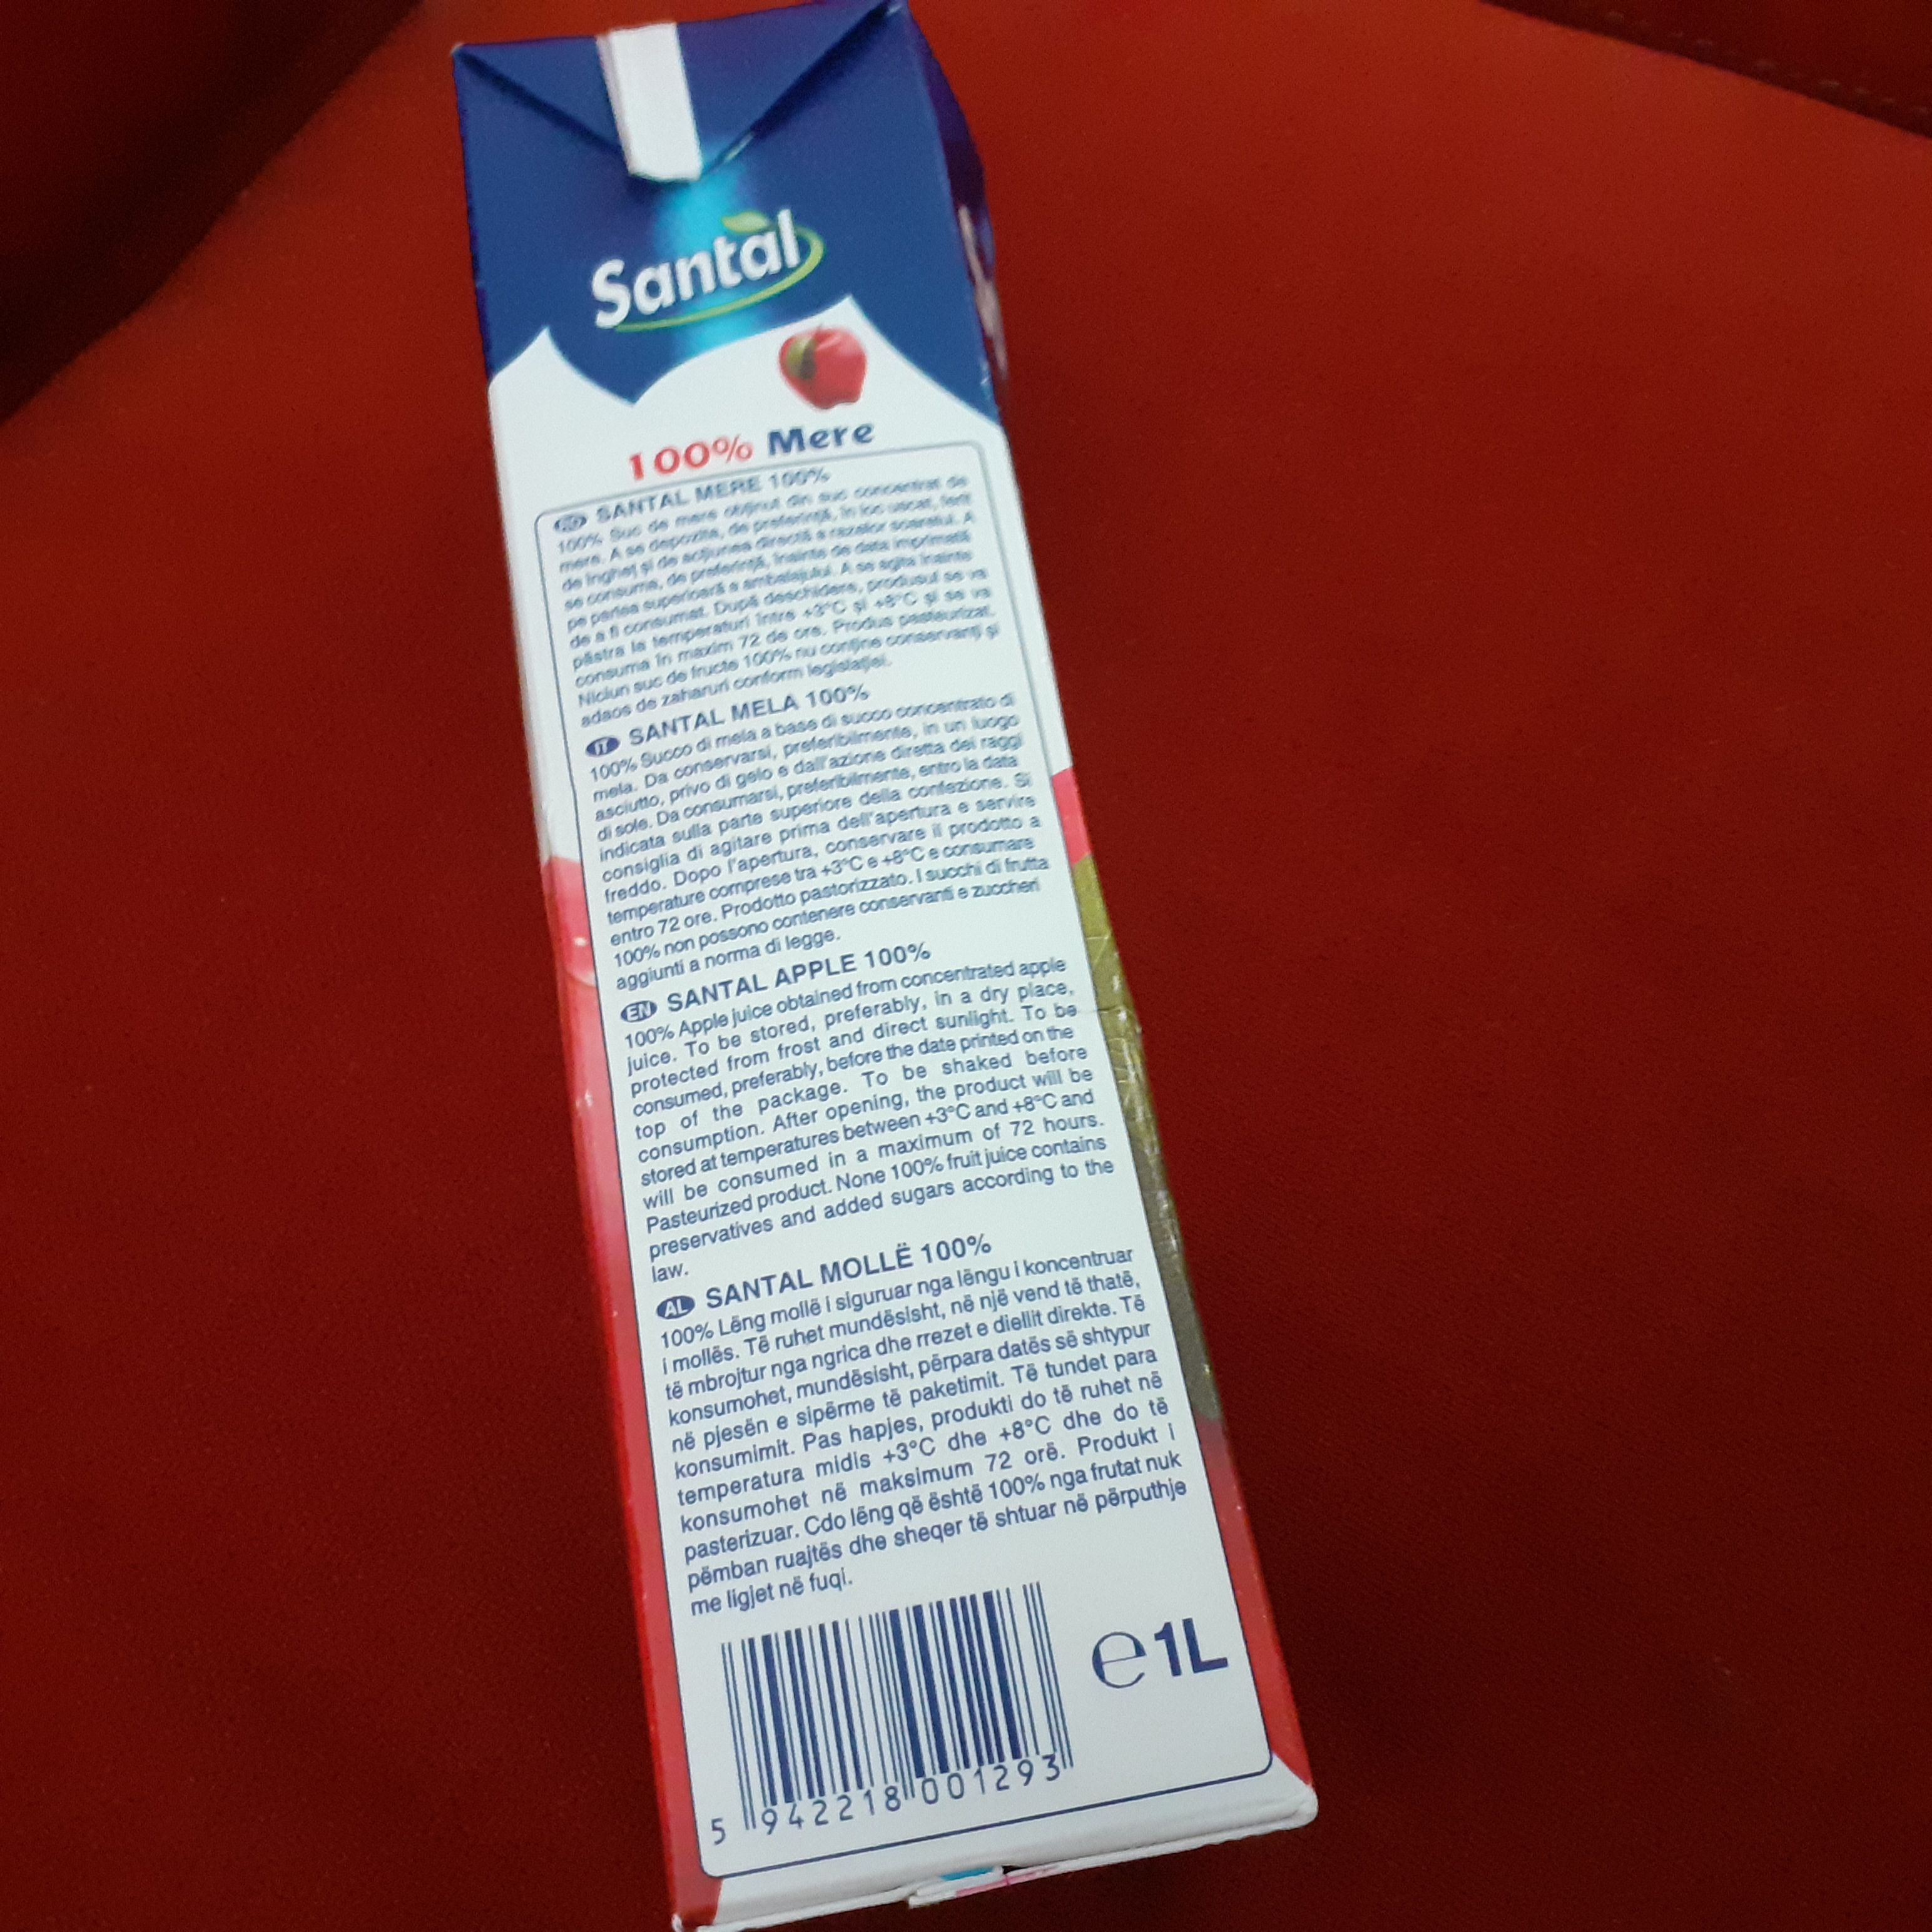 Santàl
100% Mere
RO SANTAL MERE 100%
100% Suc de mere obţinut din suc concentrat de
mere. A se depozita, de preferinţă, în loc uscat, ferit
de îngheţ şi de acţiunea directă a razelor soarelui. A
se consuma, de preferinţă, înainte de data imprimată
pe partea superioară a ambalajului. A se agita înainte
de a fi consumat. După deschidere, produsul se va
păstra la temperaturi între +3°C şi +8°C şi se va
consuma în maxim 72 de ore. Produs pasteurizat.
Niciun suc de fructe 100% nu conţine conservanţi şi
adaos de zaharuri conform legislaţiei.
IT SANTAL MELA 100%
100% Succo di mela a base di succo concentrato di
mela. Da conservarsi, preferibilmente, in un luogo
asciutto, privo di gelo e dall'azione diretta dei raggi
di sole. Da consumarsi, preferibilmente, entro la data
indicata sulla parte superiore della confezione. Si
consiglia di agitare prima dell'apertura e servire
freddo. Dopo l'apertura, conservare il prodotto a
temperature comprese tra +3°C e +8°C e consumare
entro 72 ore. Prodotto pastorizzato. I succhi di frutta
100% non possono contenere conservanti e zuccheri
aggiunti a norma di legge.
EN SANTAL APPLE 100%
100% Apple juice obtained from concentrated apple
juice. To be stored, preferably, in a dry place,
protected from frost and direct sunlight. To be
consumed, preferably, before the date printed on the
top of the package. To be shaked before
consumption. After opening, the product will be
stored at temperatures between +3°C and +8°C and
will be consumed in a maximum of 72 hours.
Pasteurized product. None 100% fruit juice contains
preservatives and added sugars according to the
law.
AL SANTAL MOLLË 100%
100% Lëng mollë i siguruar nga lëngu i koncentruar
i mollës. Të ruhet mundësisht, në një vend të thatë,
të mbrojtur nga ngrica dhe rrezet e diellit direkte. Të
konsumohet, mundësisht, përpara datës së shtypur
në pjesën e sipërme të paketimit. Të tundet para
konsumimit. Pas hapjes, produkti do të ruhet në
temperatura midis +3°C dhe +8°C dhe do të
konsumohet në maksimum 72 orë. Produkt i
pasterizuar. Cdo lëng që është 100% nga frutat nuk
pëmban ruajtës dhe sheqer të shtuar në përputhje
me ligjet në fuqi.
e 1L
5 942218 001293